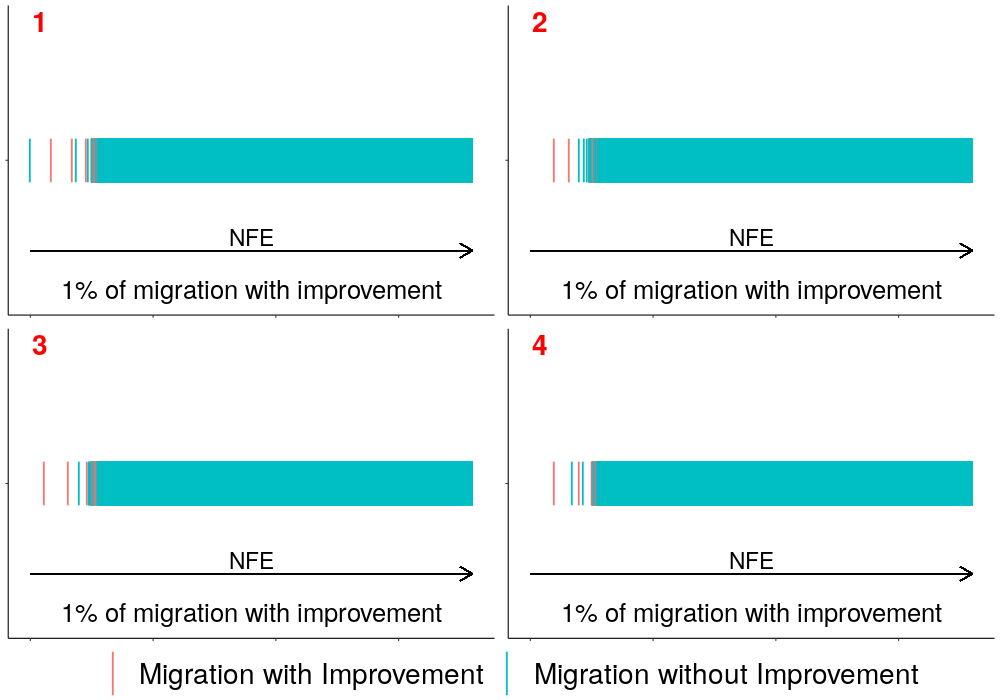 1
NFE
1% of migration with improvement
2
NFE
1% of migration with improvement
3
NFE
1% of migration with improvement
4
NFE
1% of migration with improvement
Migration with Improvement
Migration without Improvement